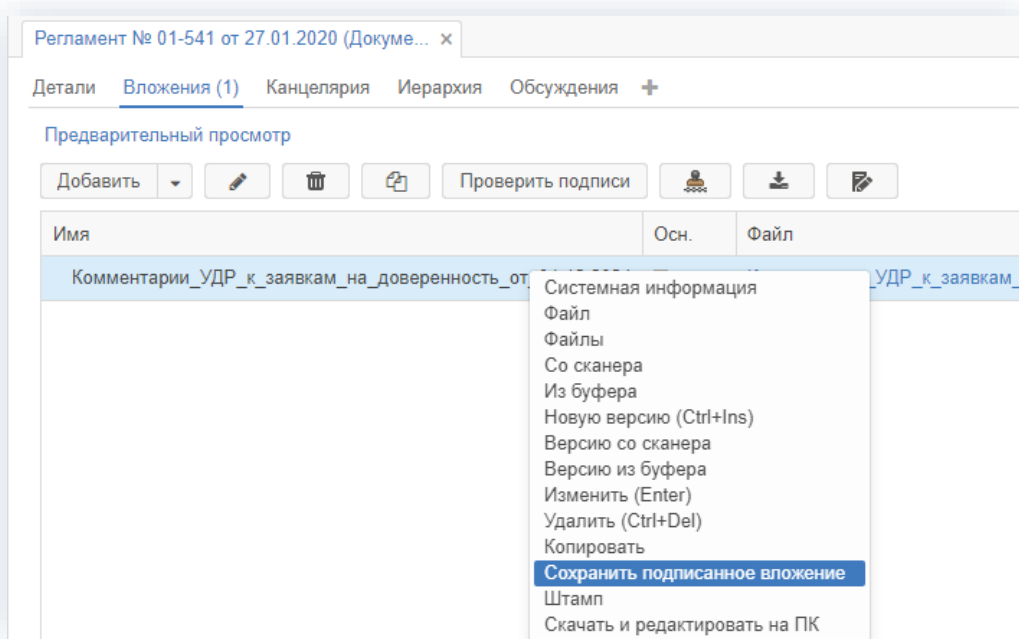 Регламент № 01-541 от 27.01.2020 (Докуме... ×
Детали Вложения (1) Канцелярия Иерархия Обсуждения +
Предварительный просмотр
Добавить Проверить подписи
Имя Осн. Файл
Комментарии_УДР_к_заявкам_на_доверенность_от_ _УДР_к_заявкам_
Системная информация
Файл
Файлы
Со сканера
Из буфера
Новую версию (Ctrl+Ins)
Версию со сканера
Версию из буфера
Изменить (Enter)
Удалить (Ctrl+Del)
Копировать
Сохранить подписанное вложение
Штамп
Скачать и редактировать на ПК